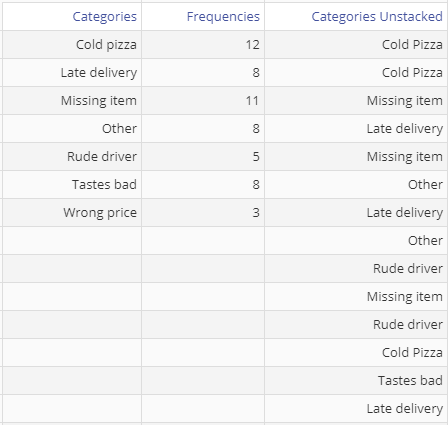 Categories Frequencies Categories Unstacked
Cold pizza 12 Cold Pizza
Late delivery 8 Cold Pizza
Missing item 11 Missing item
Other 8 Late delivery
Rude driver 5 Missing item
Tastes bad 8 Other
Wrong price 3 Late delivery
Other
Rude driver
Missing item
Rude driver
Cold Pizza
Tastes bad
Late delivery